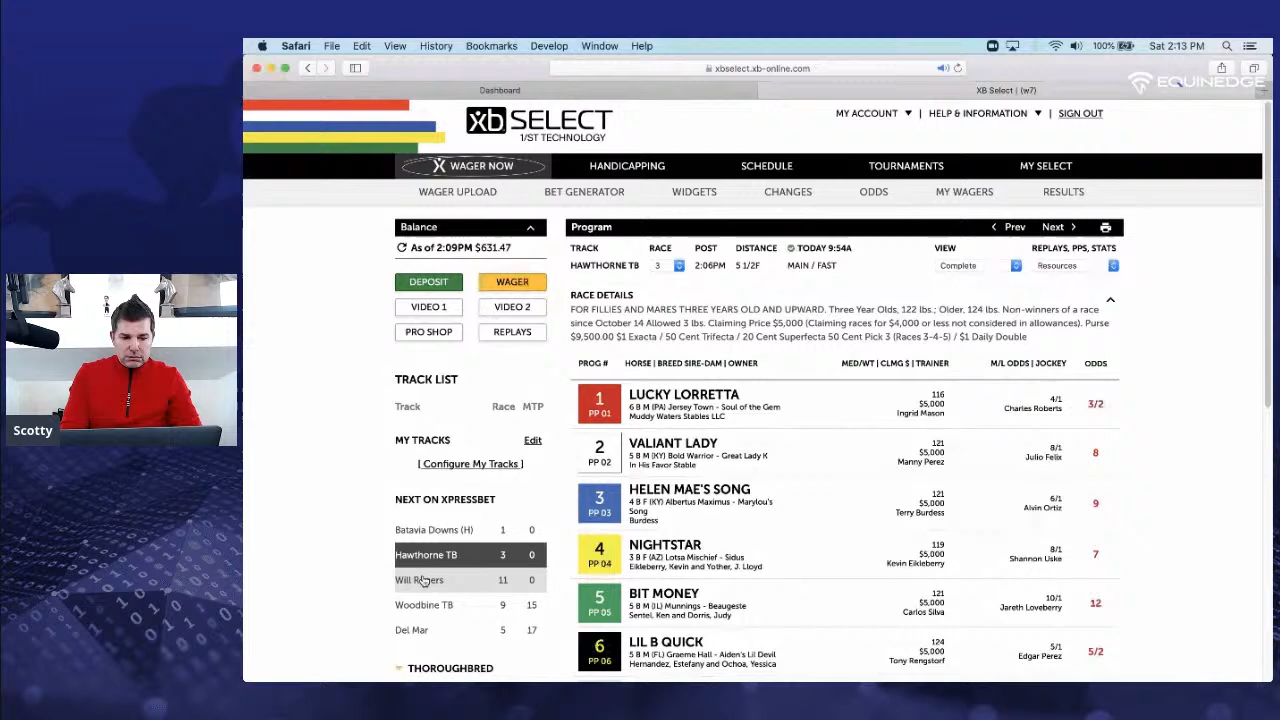 Safari File Edit View History Bookmarks Develop Window Help
100% Sat 2:13 PM
xbselect.xb-online.com
Dashboard
XB Select | (w7)
EQUINEDGE
xb SELECT
1/ST TECHNOLOGY
MY ACCOUNT | HELP & INFORMATION | SIGN OUT
X WAGER NOW HANDICAPPING SCHEDULE TOURNAMENTS MY SELECT
WAGER UPLOAD BET GENERATOR WIDGETS CHANGES ODDS MY WAGERS RESULTS
Balance
As of 2:09PM $631.47
DEPOSIT WAGER
VIDEO 1 VIDEO 2
PRO SHOP REPLAYS
TRACK LIST
Track Race MTP
MY TRACKS Edit
[ Configure My Tracks ]
NEXT ON XPRESSBET
Batavia Downs (H) 1 0
Hawthorne TB 3 0
Will Rogers 11 0
Woodbine TB 9 15
Del Mar 5 17
THOROUGHBRED
Program Prev Next
TRACK RACE POST DISTANCE TODAY 9:54A VIEW REPLAYS, PPS, STATS
HAWTHORNE TB 3 2:06PM 5 1/2F MAIN / FAST Complete Resources
RACE DETAILS
FOR FILLIES AND MARES THREE YEARS OLD AND UPWARD. Three Year Olds, 122 lbs.; Older, 124 lbs. Non-winners of a race
since October 14 Allowed 3 lbs. Claiming Price $5,000 (Claiming races for $4,000 or less not considered in allowances). Purse
$9,500.00 $1 Exacta / 50 Cent Trifecta / 20 Cent Superfecta 50 Cent Pick 3 (Races 3-4-5) / $1 Daily Double
PROG # HORSE | BREED SIRE-DAM | OWNER MED/WT | CLMG $ | TRAINER M/L ODDS | JOCKEY ODDS
1
PP 01
LUCKY LORRETTA
6 B M (PA) Jersey Town - Soul of the Gem
Muddy Waters Stables LLC
116
$5,000
Ingrid Mason
4/1
Charles Roberts
3/2
2
PP 02
VALIANT LADY
5 B M (KY) Bold Warrior - Great Lady K
In His Favor Stable
121
$5,000
Manny Perez
8/1
Julio Felix
8
3
PP 03
HELEN MAE'S SONG
4 B F (KY) Albertus Maximus - Marylou's
Song
Burdess
121
$5,000
Terry Burdess
6/1
Alvin Ortiz
9
4
PP 04
NIGHTSTAR
3 B F (AZ) Lotsa Mischief - Sidus
Eikleberry, Kevin and Yother, J. Lloyd
119
$5,000
Kevin Eikleberry
8/1
Shannon Uske
7
5
PP 05
BIT MONEY
5 B M (IL) Munnings - Beaugeste
Sentel, Ken and Dorris, Judy
121
$5,000
Carlos Silva
10/1
Jareth Loveberry
12
6
PP 06
LIL B QUICK
5 B M (FL) Graeme Hall - Aiden's Lil Devil
Hernandez, Estefany and Ochoa, Yessica
124
$5,000
Tony Rengstorf
5/1
Edgar Perez
5/2
Scotty